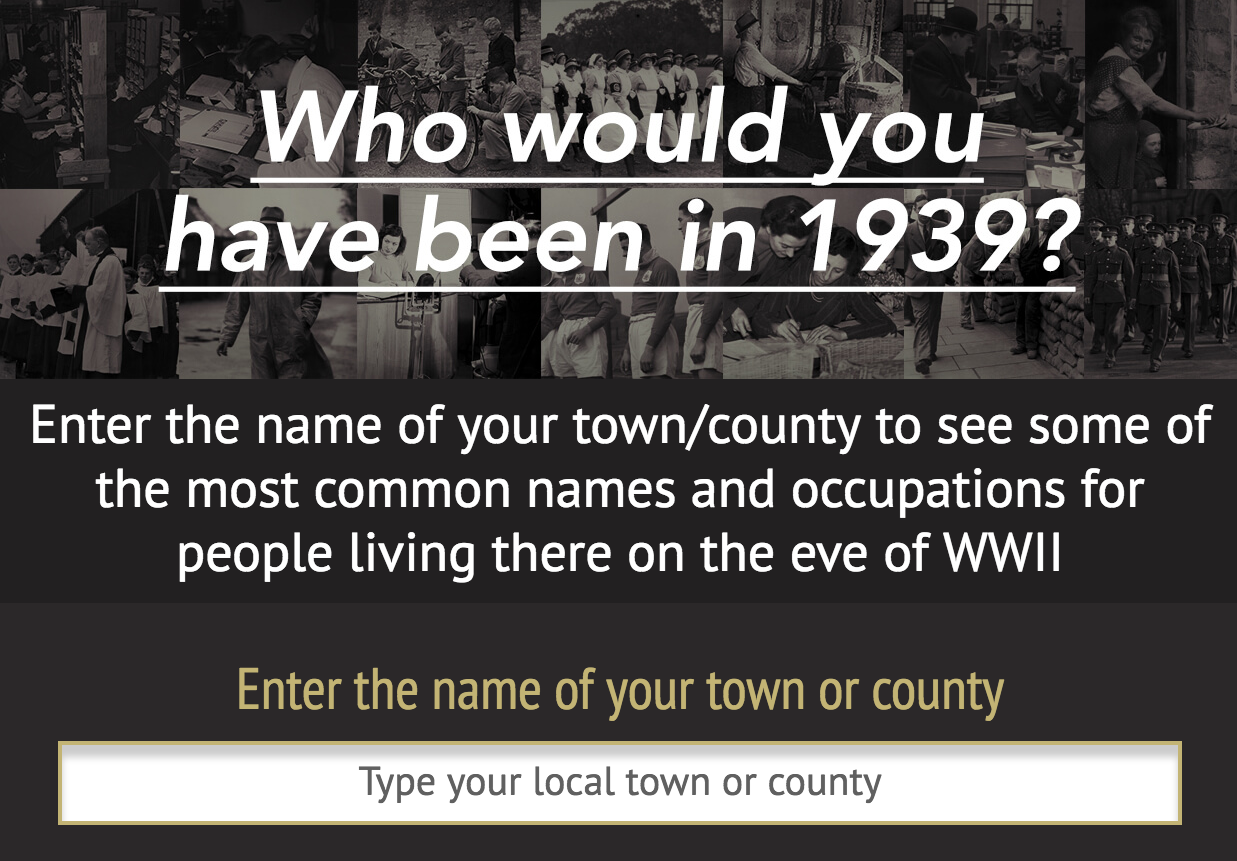 Who would you
have been in 1939?
Enter the name of your town/county to see some of
the most common names and occupations for
people living there on the eve of WWII
Enter the name of your town or county
Type your local town or county